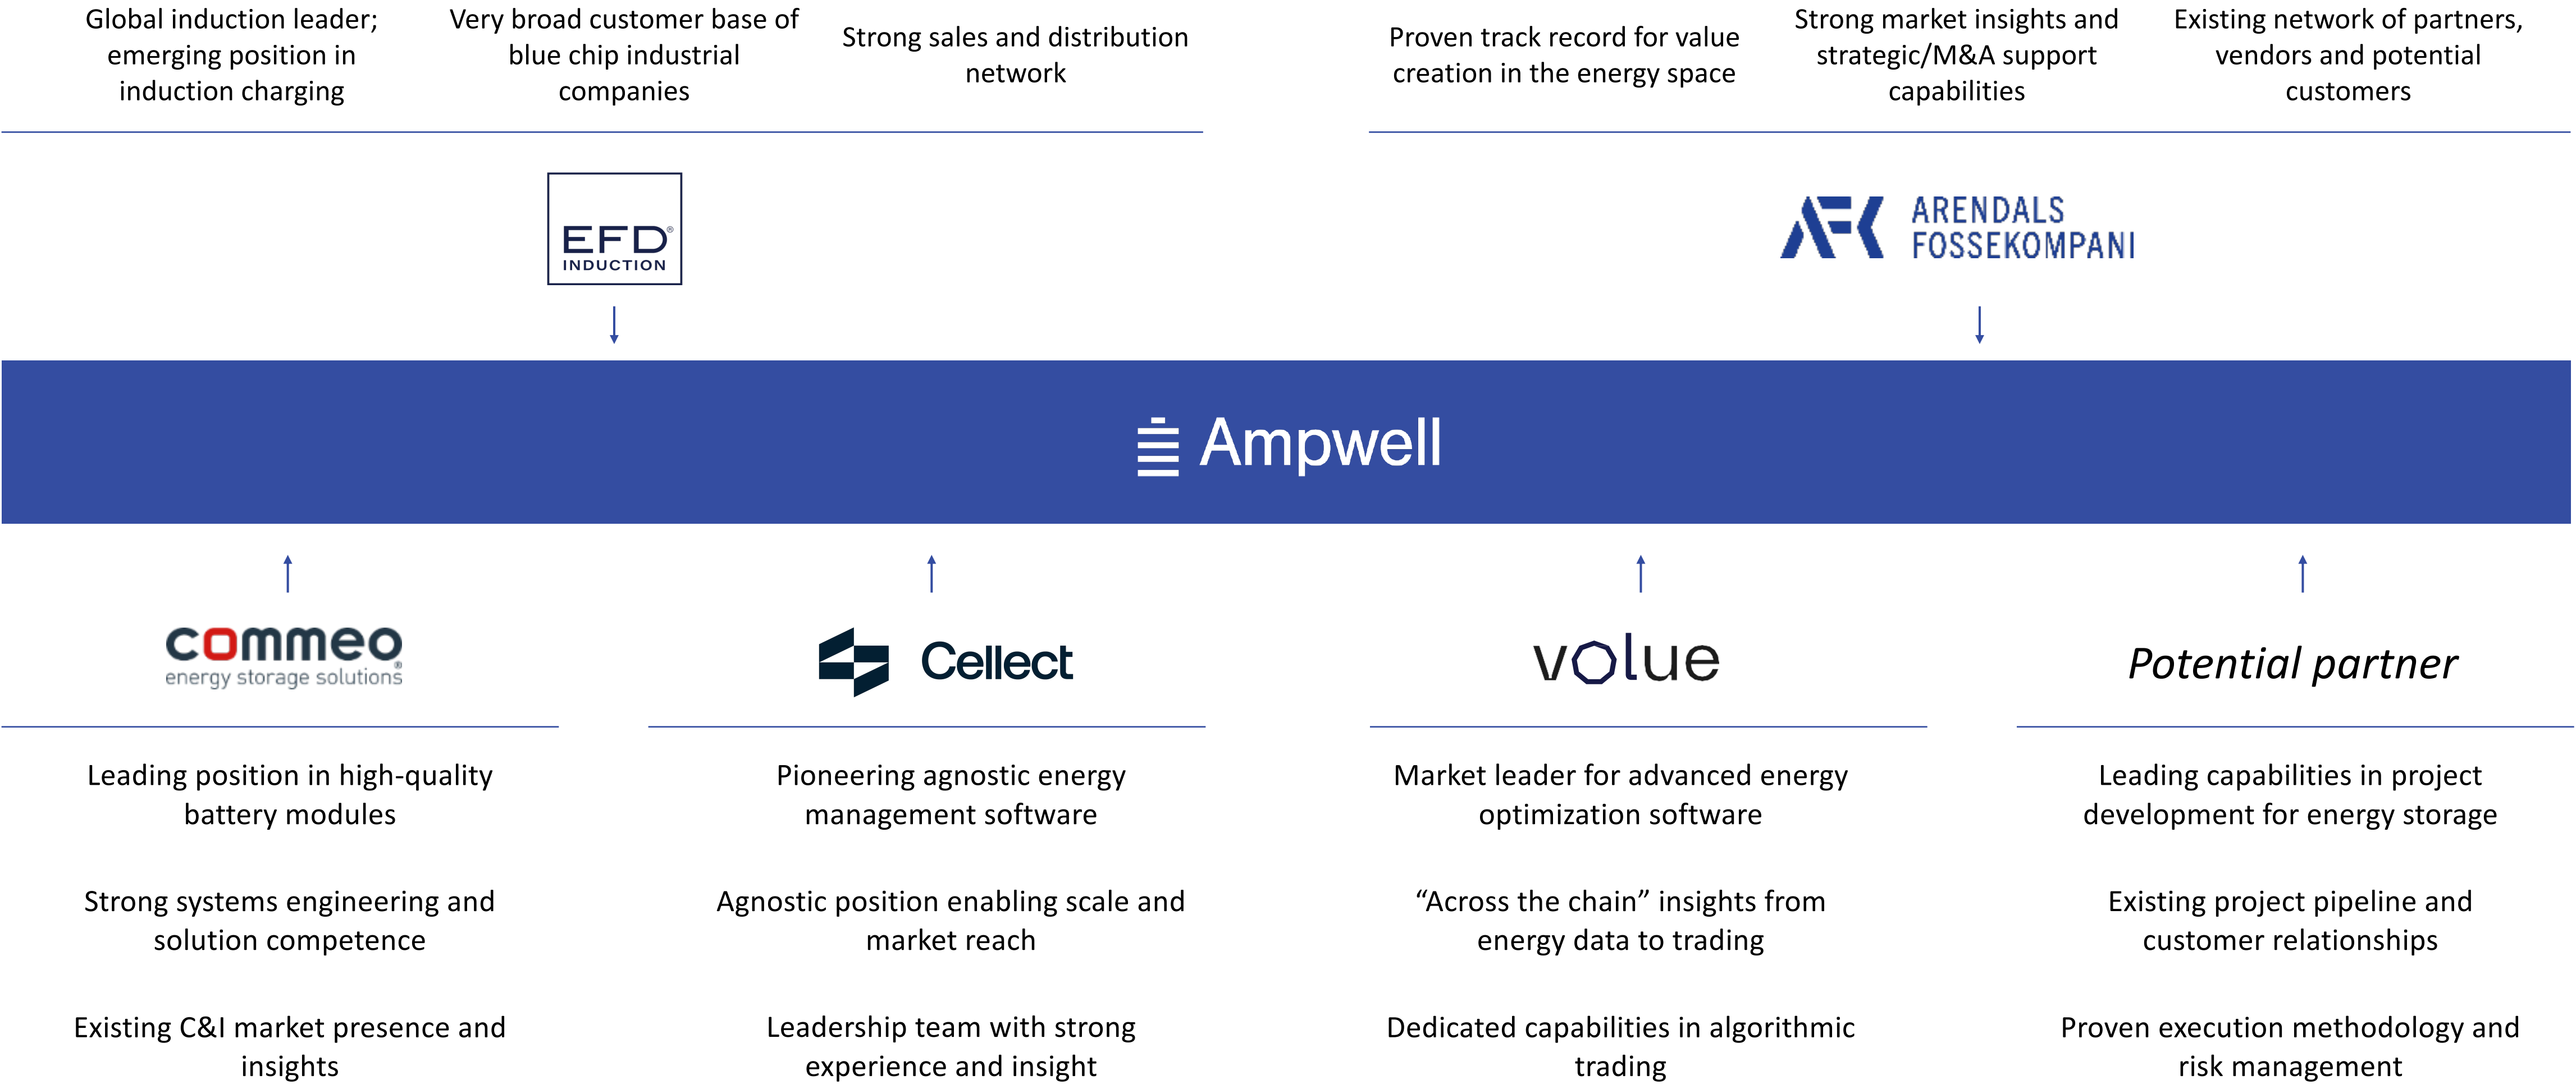 Global induction leader;
emerging position in
induction charging
Very broad customer base of
blue chip industrial
companies
Strong sales and distribution
network
Proven track record for value
creation in the energy space
Strong market insights and
strategic/M&A support
capabilities
Existing network of partners,
vendors and potential
customers
EFD®
INDUCTION
AFK
ARENDALS
FOSSEKOMPANI
Ampwell
commeo®
energy storage solutions
Cellect
volue
Potential partner
Leading position in high-quality
battery modules
Strong systems engineering and
solution competence
Existing C&I market presence and
insights
Pioneering agnostic energy
management software
Agnostic position enabling scale and
market reach
Leadership team with strong
experience and insight
Market leader for advanced energy
optimization software
“Across the chain” insights from
energy data to trading
Dedicated capabilities in algorithmic
trading
Leading capabilities in project
development for energy storage
Existing project pipeline and
customer relationships
Proven execution methodology and
risk management